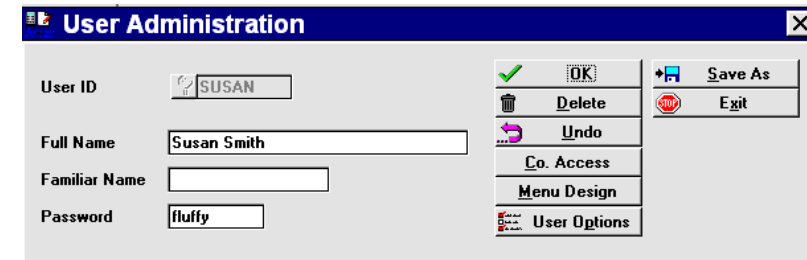 User Administration
User ID SUSAN
Full Name Susan Smith
Familiar Name
Password fluffy
OK
Delete
Undo
Co. Access
Menu Design
User Options
Save As
STOP Exit